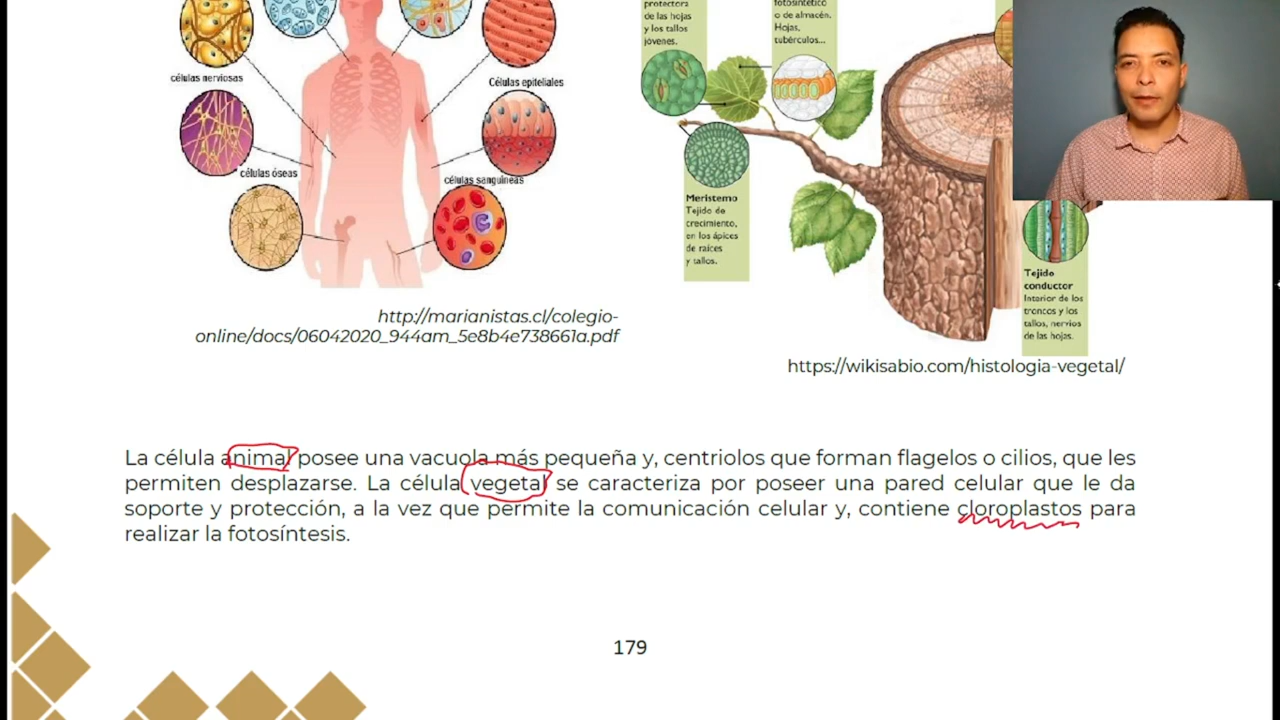 protectora
de las hojas
y los tallos
jóvenes.
fotosintético
o de almacén.
Hojas,
tubérculos...
células nerviosas
Células epiteliales
células óseas
células sanguíneas
Meristemo
Tejido de
crecimiento,
en los ápices
de raíces
y tallos.
Tejido
conductor
Interior de los
troncos y los
tallos, nervios
de las hojas.
http://marianistas.cl/colegio-
online/docs/06042020_944am_5e8b4e738661a.pdf
https://wikisabio.com/histologia-vegetal/
La célula animal posee una vacuola más pequeña y, centriolos que forman flagelos o cilios, que les
permiten desplazarse. La célula vegetal se caracteriza por poseer una pared celular que le da
soporte y protección, a la vez que permite la comunicación celular y, contiene cloroplastos para
realizar la fotosíntesis.
179